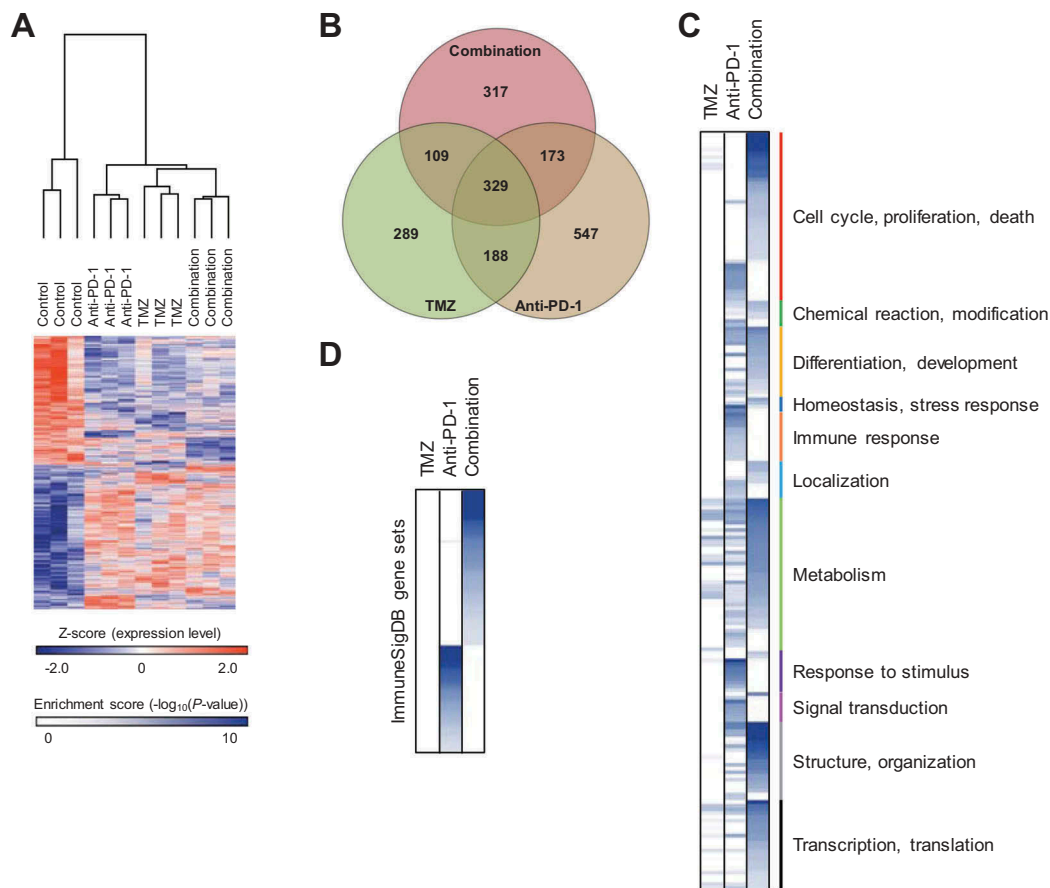 A
Control
Control
Control
Anti-PD-1
Anti-PD-1
Anti-PD-1
TMZ
TMZ
TMZ
Combination
Combination
Combination
Z-score (expression level)
-2.0 0 2.0
Enrichment score (-log10(P-value))
0 10
B
Combination
317
109
173
329
289
547
188
TMZ
Anti-PD-1
C
TMZ
Anti-PD-1
Combination
Cell cycle, proliferation, death
Chemical reaction, modification
Differentiation, development
Homeostasis, stress response
Immune response
Localization
Metabolism
Response to stimulus
Signal transduction
Structure, organization
Transcription, translation
D
TMZ
Anti-PD-1
Combination
ImmuneSigDB gene sets